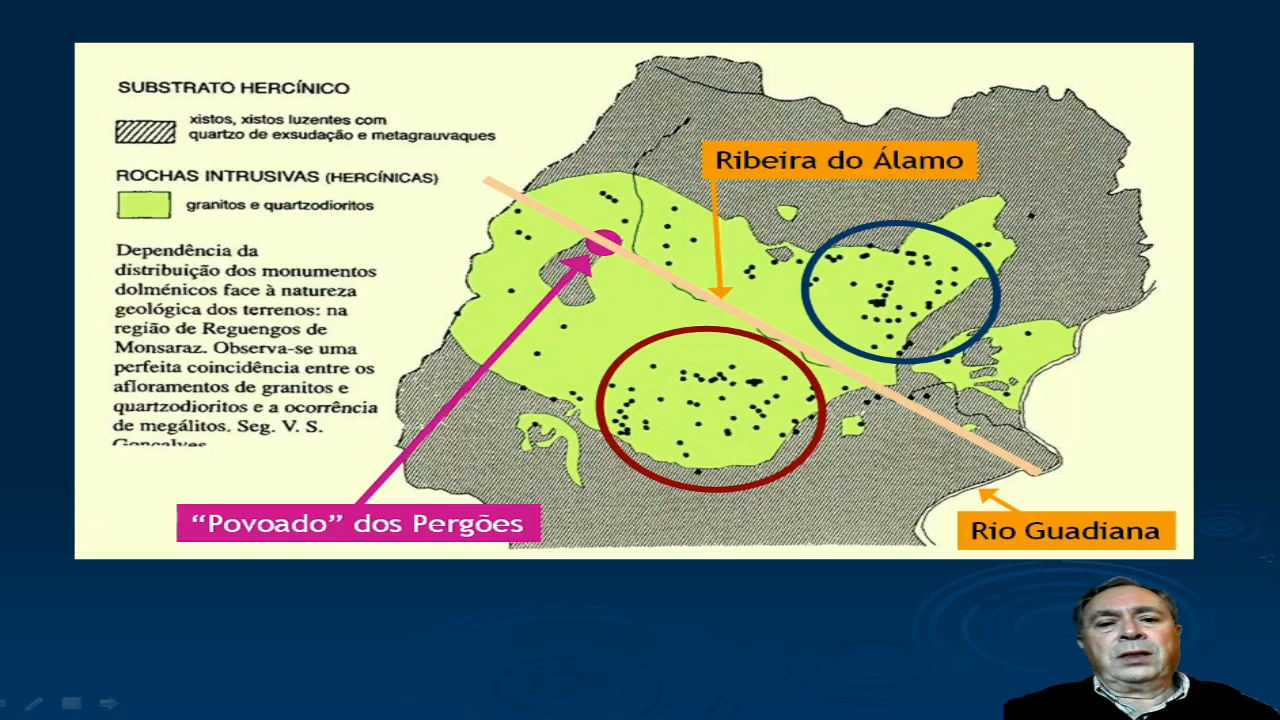 SUBSTRATO HERCÍNICO
xistos, xistos luzentes com
quartzo de exsudação e metagrauvaques
ROCHAS INTRUSIVAS (HERCÍNICAS)
granitos e quartzodioritos
Dependência da
distribuição dos monumentos
dolménicos face à natureza
geológica dos terrenos: na
região de Reguengos de
Monsaraz. Observa-se uma
perfeita coincidência entre os
afloramentos de granitos e
quartzodioritos e a ocorrência
de megálitos. Seg. V. S.
Gonçalves
Ribeira do Álamo
“Povoado” dos Pergões
Rio Guadiana